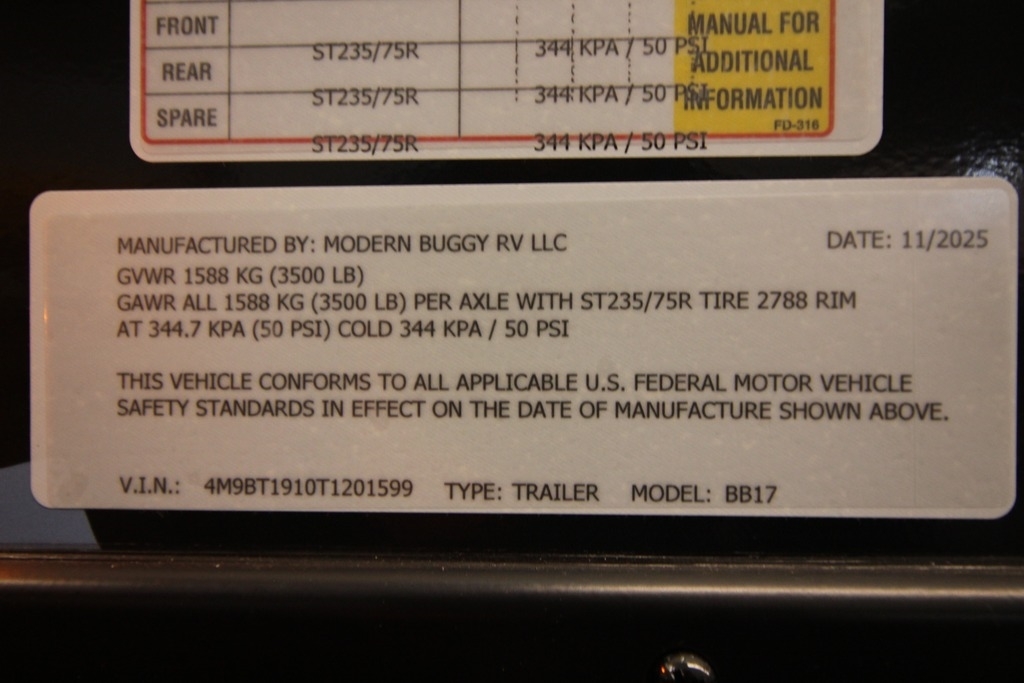 FRONT ST235/75R 344 KPA / 50 PSI MANUAL FOR
REAR ST235/75R 344 KPA / 50 PSI ADDITIONAL
SPARE ST235/75R 344 KPA / 50 PSI INFORMATION
FD-316
MANUFACTURED BY: MODERN BUGGY RV LLC DATE: 11/2025
GVWR 1588 KG (3500 LB)
GAWR ALL 1588 KG (3500 LB) PER AXLE WITH ST235/75R TIRE 2788 RIM
AT 344.7 KPA (50 PSI) COLD 344 KPA / 50 PSI
THIS VEHICLE CONFORMS TO ALL APPLICABLE U.S. FEDERAL MOTOR VEHICLE
SAFETY STANDARDS IN EFFECT ON THE DATE OF MANUFACTURE SHOWN ABOVE.
V.I.N.: 4M9BT1910T1201599 TYPE: TRAILER MODEL: BB17